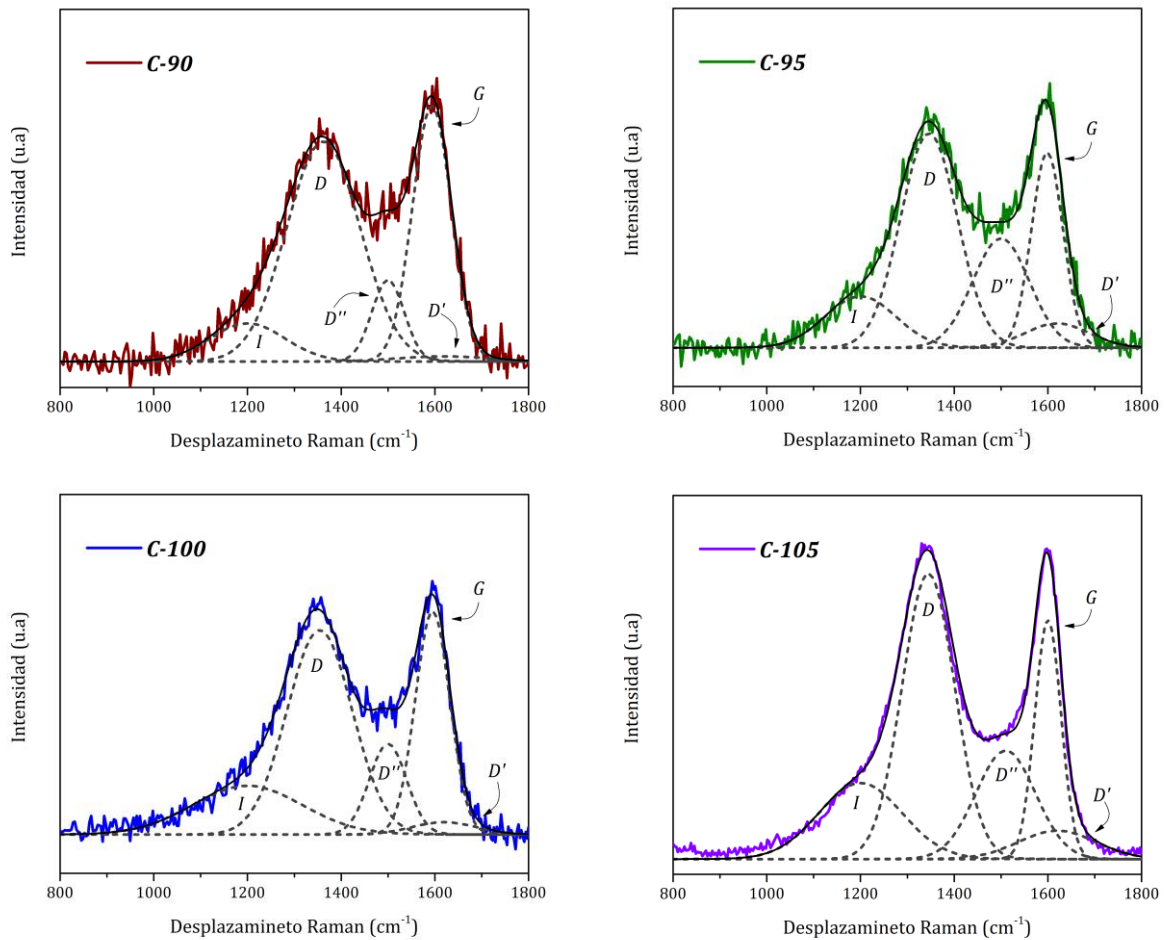 C-90
G
D
D''
D'
I
Intensidad (u.a)
800 1000 1200 1400 1600 1800
Desplazamineto Raman (cm⁻¹)
C-95
G
D
D''
D'
I
Intensidad (u.a)
800 1000 1200 1400 1600 1800
Desplazamineto Raman (cm⁻¹)
C-100
G
D
D''
D'
I
Intensidad (u.a)
800 1000 1200 1400 1600 1800
Desplazamineto Raman (cm⁻¹)
C-105
G
D
D''
D'
I
Intensidad (u.a)
800 1000 1200 1400 1600 1800
Desplazamineto Raman (cm⁻¹)